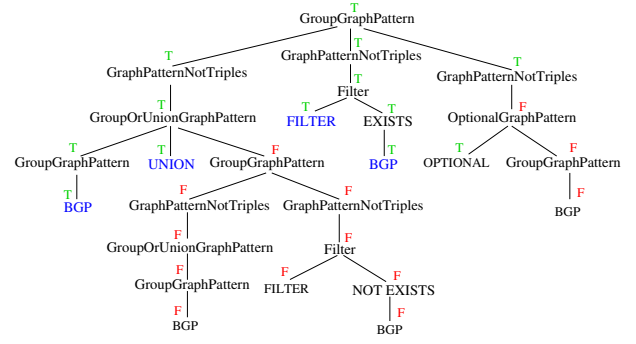 T
GroupGraphPattern
T T T
GraphPatternNotTriples GraphPatternNotTriples GraphPatternNotTriples
T T F
GroupOrUnionGraphPattern Filter OptionalGraphPattern
T T
FILTER EXISTS
T T F T T F
GroupGraphPattern UNION GroupGraphPattern BGP OPTIONAL GroupGraphPattern
T F F F
BGP GraphPatternNotTriples GraphPatternNotTriples BGP
F F
GroupOrUnionGraphPattern Filter
F F F
GroupGraphPattern FILTER NOT EXISTS
F F
BGP BGP